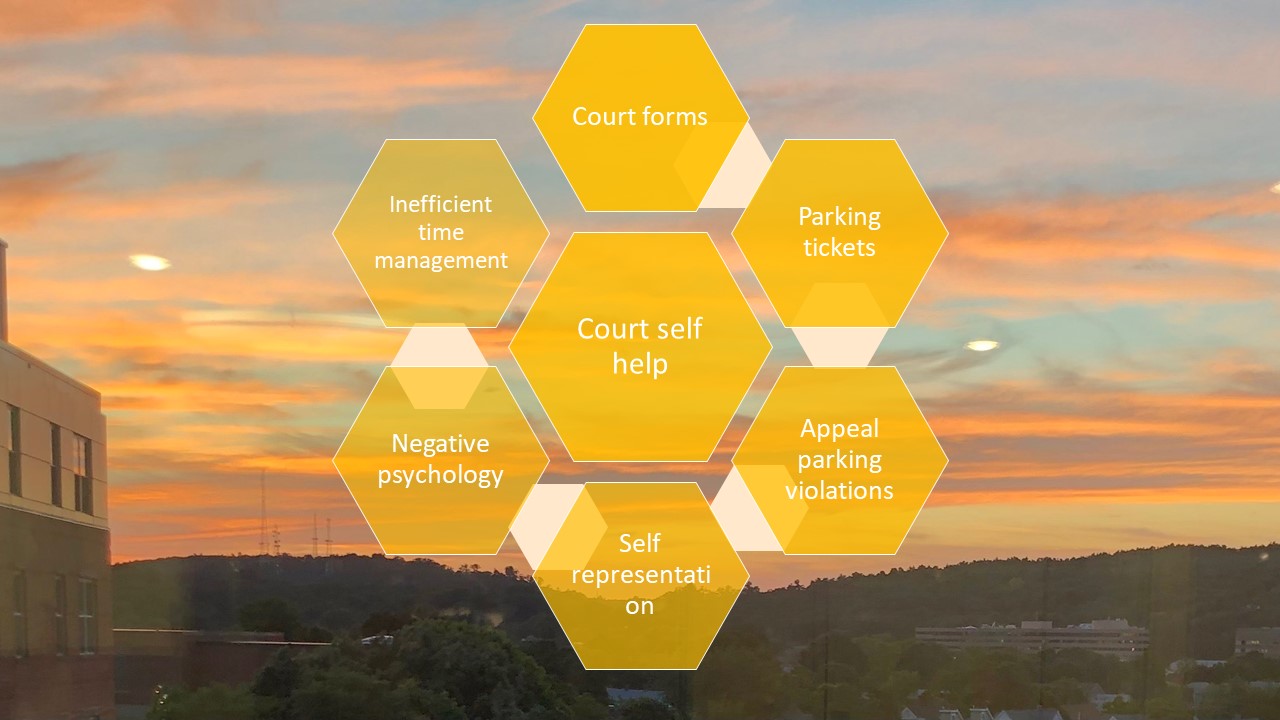 Court forms
Inefficient
time
management
Parking
tickets
Court self
help
Negative
psychology
Appeal
parking
violations
Self
representati
on